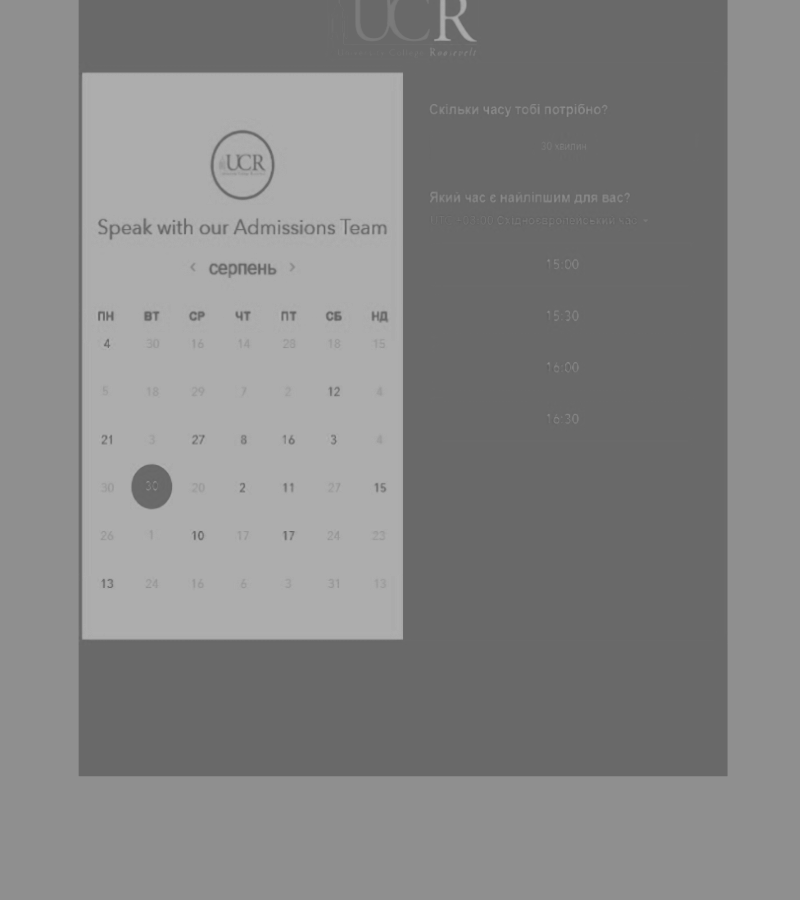 UCR
Roosevelt
UCR
Speak with our Admissions Team
‹ серпень ›
ПН ВТ СР ЧТ ПТ СБ НД
4 30 16 14 28 18 15
5 18 29 7 2 12 4
21 3 27 8 16 3 4
30 30 20 2 11 27 15
26 1 10 17 17 24 23
13 24 16 6 3 31 13
Скільки часу тобі потрібно?
30 хвилин
Який час є найліпшим для вас?
Східноєвропейський час
15:00
15:30
16:00
16:30